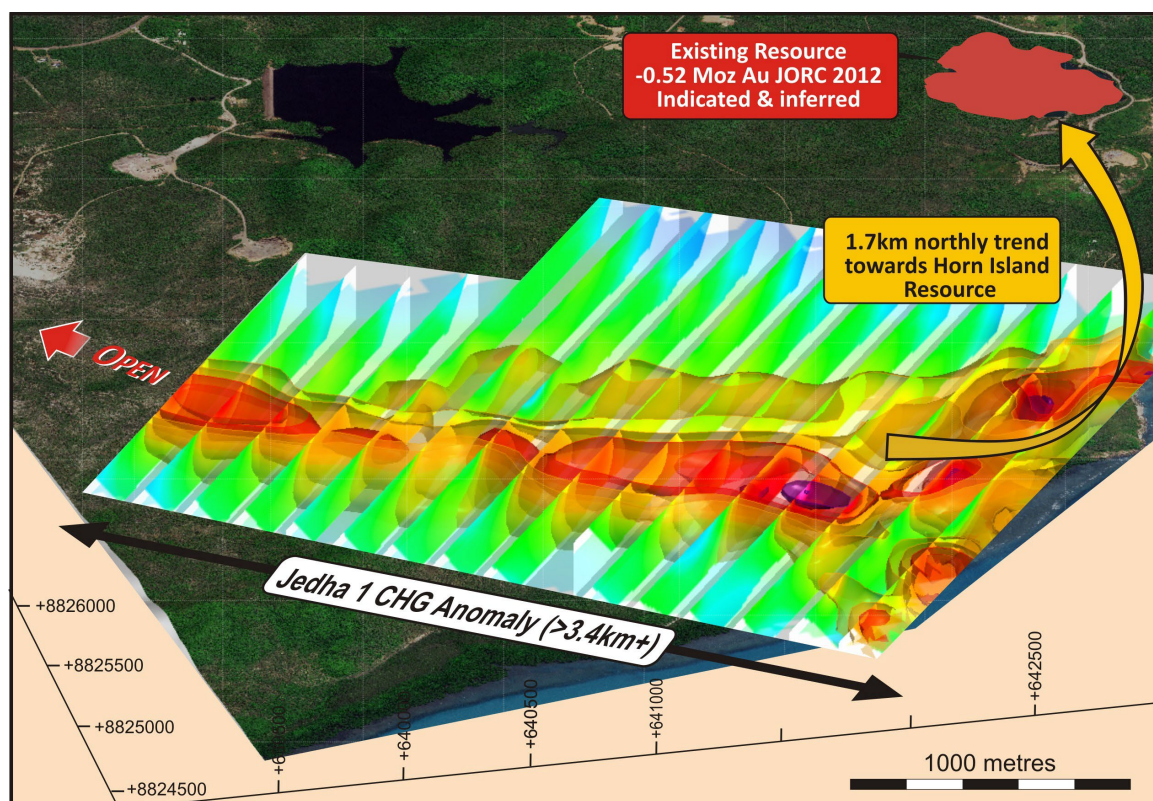 Existing Resource
-0.52 Moz Au JORC 2012
Indicated & inferred
1.7km northly trend
towards Horn Island
Resource
OPEN
Jedha 1 CHG Anomaly (>3.4km+)
+8826000
+8825500
+8825000
+8824500
+640500
+641000
+642500
1000 metres